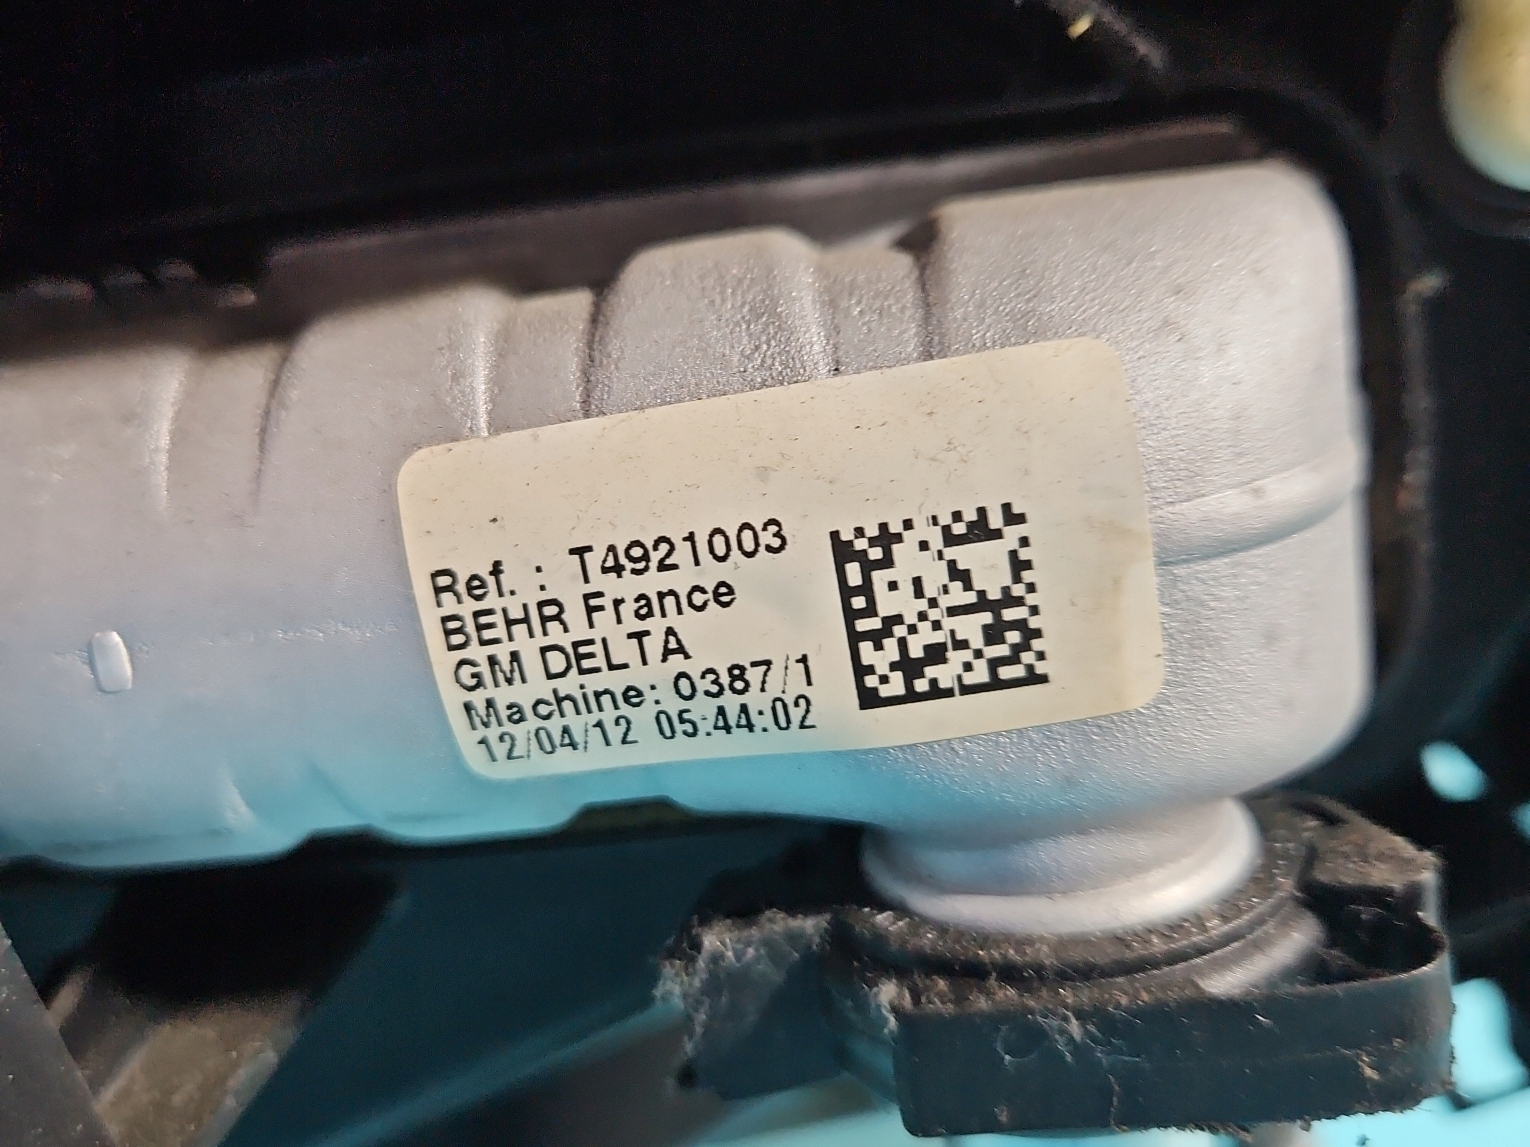 Ref. : T4921003
BEHR France
GM DELTA
Machine: 0387/1
12/04/12 05:44:02